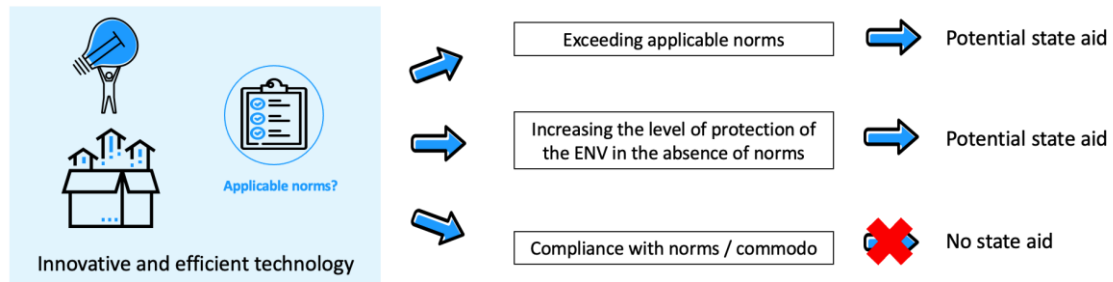 Applicable norms?
Innovative and efficient technology
Exceeding applicable norms
Potential state aid
Increasing the level of protection of
the ENV in the absence of norms
Potential state aid
Compliance with norms / commodo
No state aid